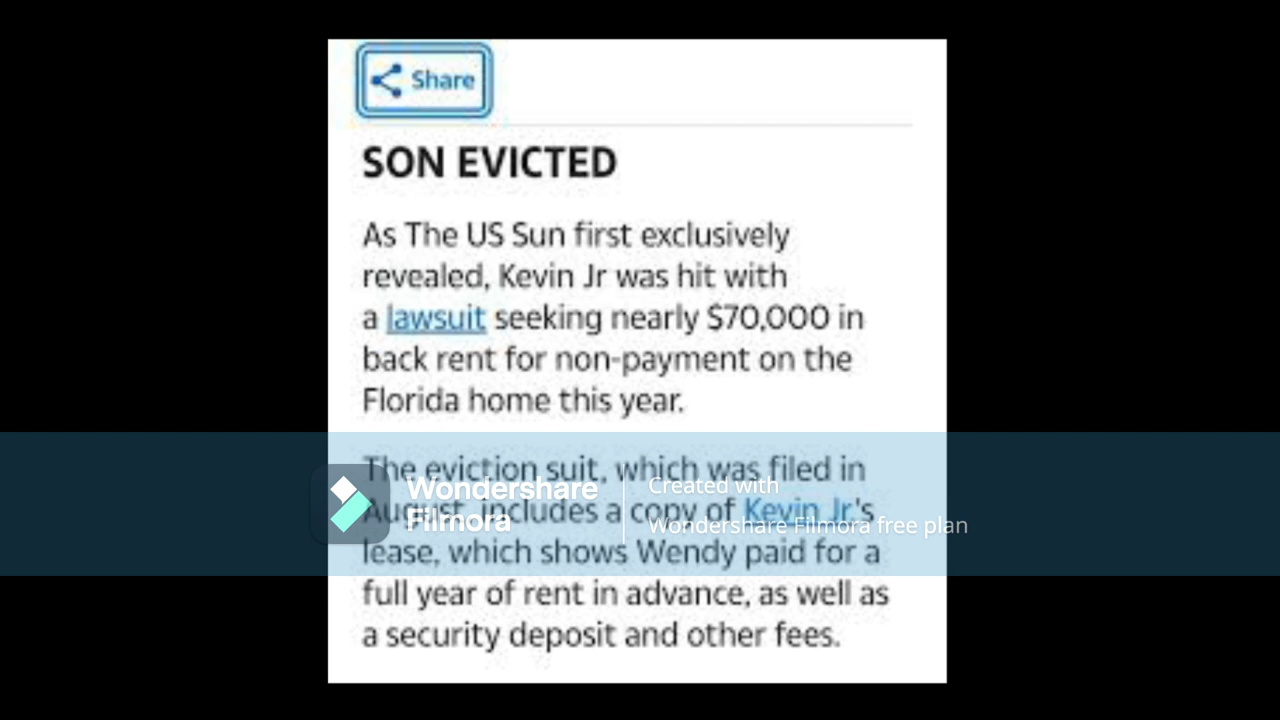 Share
SON EVICTED
As The US Sun first exclusively
revealed, Kevin Jr was hit with
a lawsuit seeking nearly $70,000 in
back rent for non-payment on the
Florida home this year.
The eviction suit, which was filed in
August, includes a copy of Kevin Jr's
lease, which shows Wendy paid for a
full year of rent in advance, as well as
a security deposit and other fees.
Wondershare
Filmora
Created with
Wondershare Filmora free plan